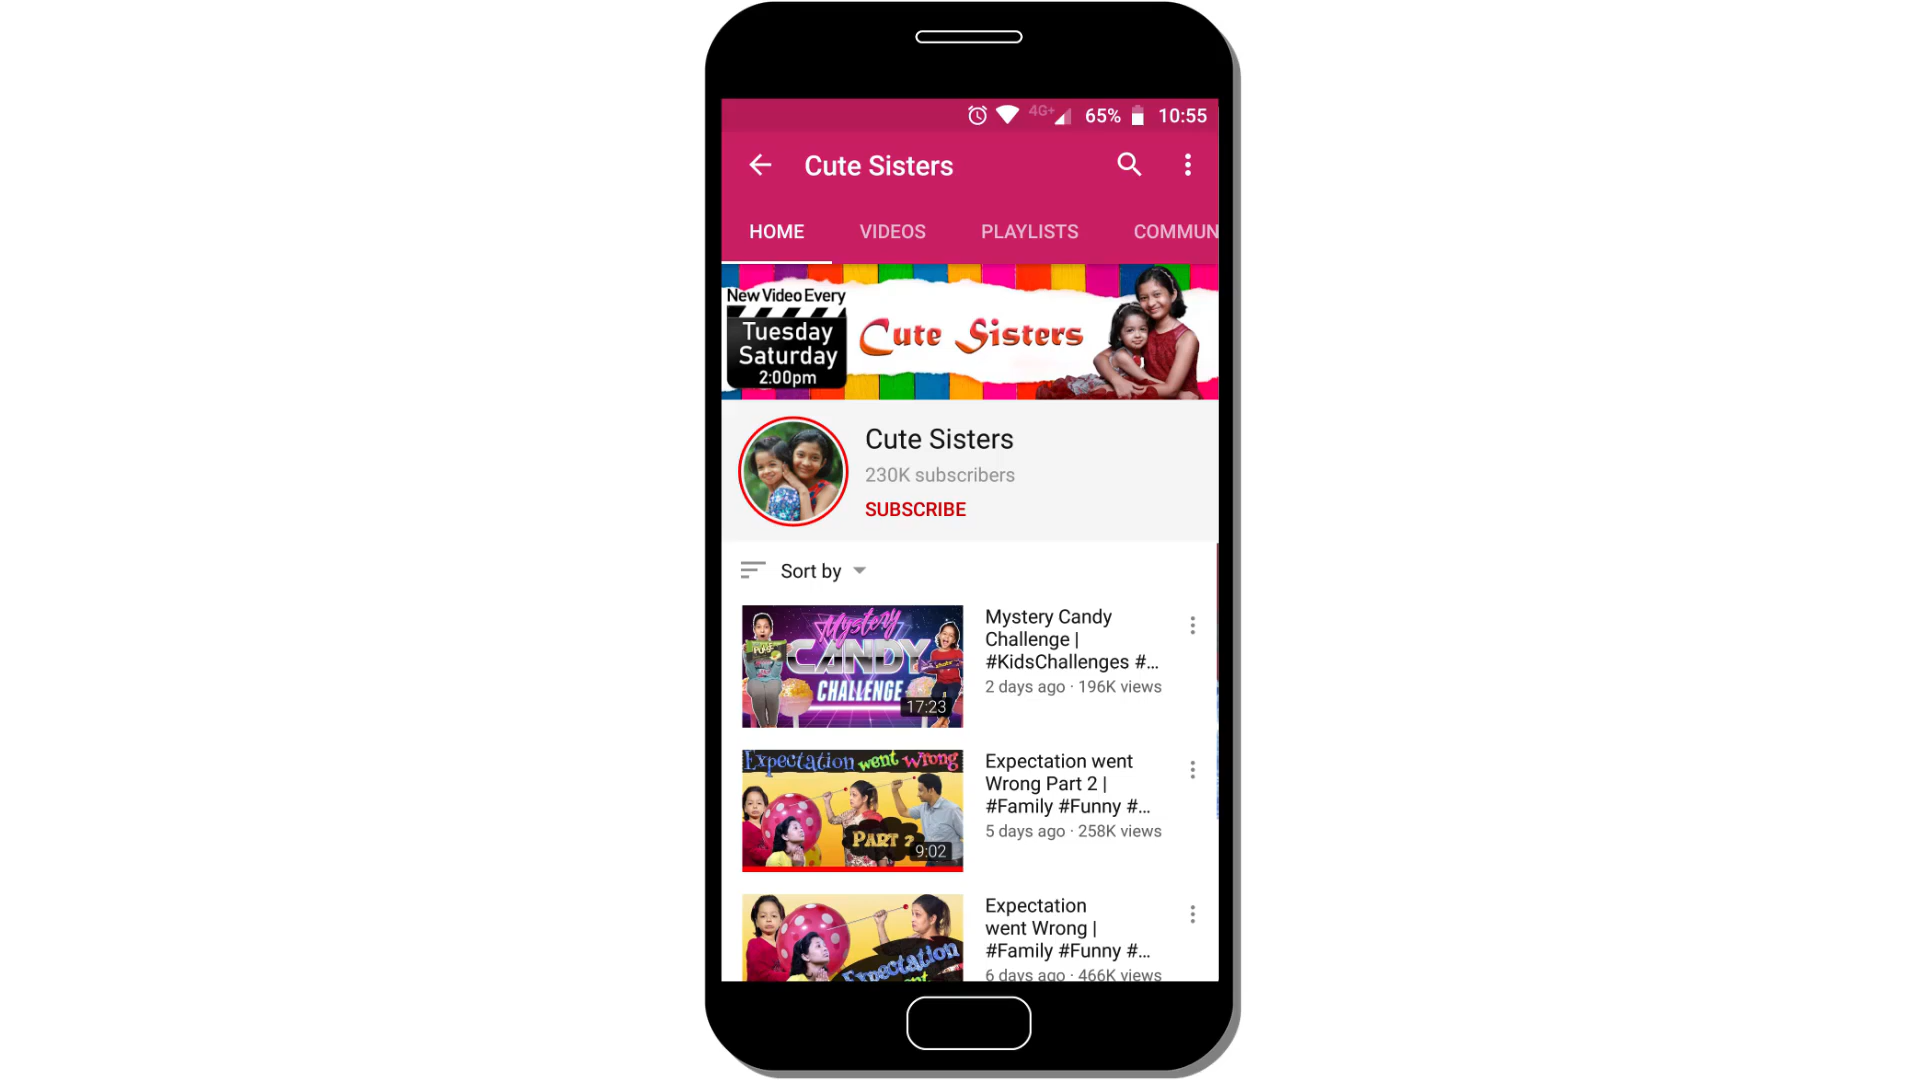 4G+ 65% 10:55
Cute Sisters
HOME VIDEOS PLAYLISTS COMMUN
New Video Every
Tuesday
Saturday
2:00pm
Cute Sisters
Cute Sisters
230K subscribers
SUBSCRIBE
Sort by
Mystery
CANDY
CHALLENGE
17:23
Mystery Candy
Challenge |
#KidsChallenges #...
2 days ago · 196K views
Expectation went Wrong
PART 2
9:02
Expectation went
Wrong Part 2 |
#Family #Funny #...
5 days ago · 258K views
Expectation
Expectation
went Wrong |
#Family #Funny #...
6 days ago · 466K views